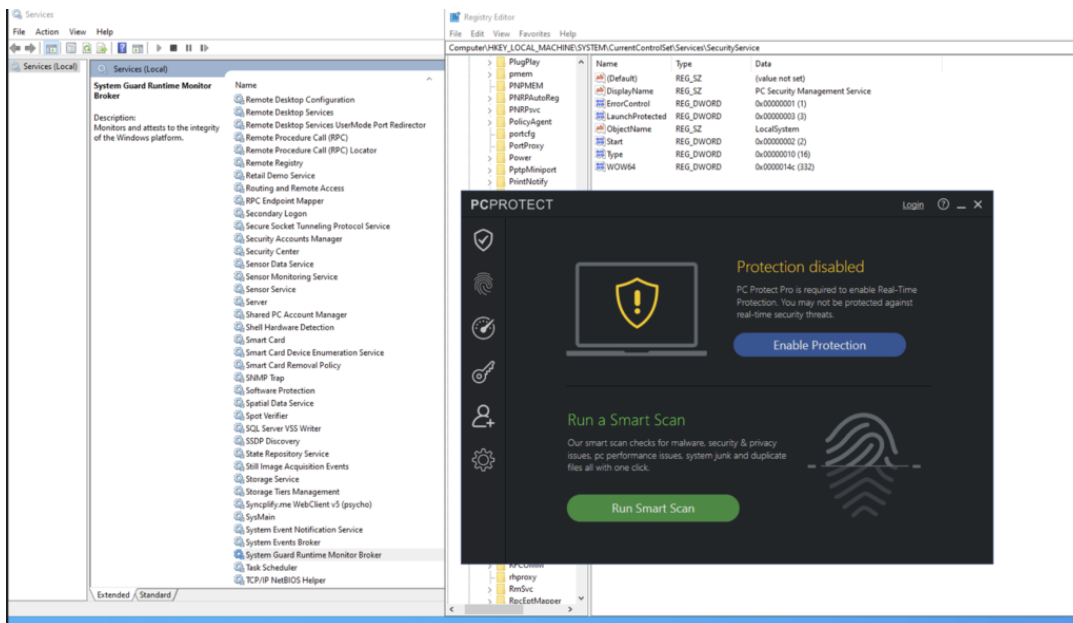 Services
File Action View Help
Services (Local)
Services (Local)
System Guard Runtime Monitor
Broker
Description:
Monitors and attests to the integrity
of the Windows platform.
Name
Remote Desktop Configuration
Remote Desktop Services
Remote Desktop Services UserMode Port Redirector
Remote Procedure Call (RPC)
Remote Procedure Call (RPC) Locator
Remote Registry
Retail Demo Service
Routing and Remote Access
RPC Endpoint Mapper
Secondary Logon
Secure Socket Tunneling Protocol Service
Security Accounts Manager
Security Center
Sensor Data Service
Sensor Monitoring Service
Sensor Service
Server
Shared PC Account Manager
Shell Hardware Detection
Smart Card
Smart Card Device Enumeration Service
Smart Card Removal Policy
SNMP Trap
Software Protection
Spatial Data Service
Spot Verifier
SQL Server VSS Writer
SSDP Discovery
State Repository Service
Still Image Acquisition Events
Storage Service
Storage Tiers Management
Syncplify.me WebClient v5 (psycho)
SysMain
System Event Notification Service
System Events Broker
System Guard Runtime Monitor Broker
Task Scheduler
TCP/IP NetBIOS Helper
Extended Standard
Registry Editor
File Edit View Favorites Help
Computer\HKEY_LOCAL_MACHINE\SYSTEM\CurrentControlSet\Services\SecurityService
PlugPlay
pmem
PNPMEM
PNRPAutoReg
PNRPsvc
PolicyAgent
portcfg
PortProxy
Power
PptpMiniport
PrintNotify
Name Type Data
(Default) REG_SZ (value not set)
DisplayName REG_SZ PC Security Management Service
ErrorControl REG_DWORD 0x00000001 (1)
LaunchProtected REG_DWORD 0x00000003 (3)
ObjectName REG_SZ LocalSystem
Start REG_DWORD 0x00000002 (2)
Type REG_DWORD 0x00000010 (16)
WOW64 REG_DWORD 0x0000014c (332)
PCPROTECT
Login
Protection disabled
PC Protect Pro is required to enable Real-Time
Protection. You may not be protected against
real-time security threats.
Enable Protection
Run a Smart Scan
Our smart scan checks for malware, security & privacy
issues, pc performance issues, system junk and duplicate
files all with one click.
Run Smart Scan
rhproxy
RmSvc
RpcEptMapper